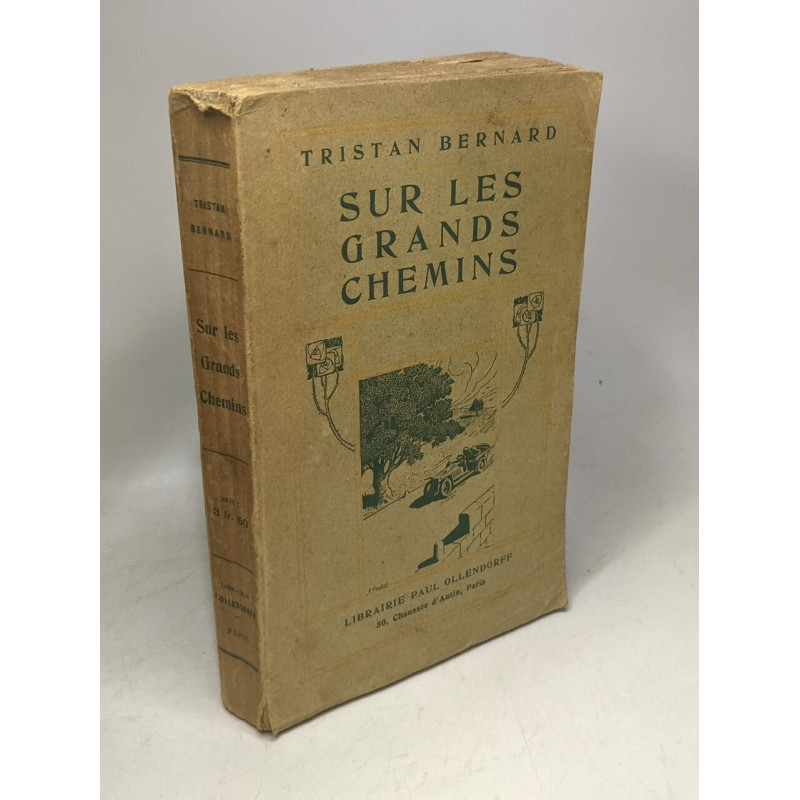 TRISTAN BERNARD
SUR LES
GRANDS
CHEMINS
LIBRAIRIE PAUL OLLENDORFF
50, Chaussée d'Antin, Paris
TRISTAN
BERNARD
Sur les
Grands
Chemins
3 fr. 50
OLLENDORFF
PARIS